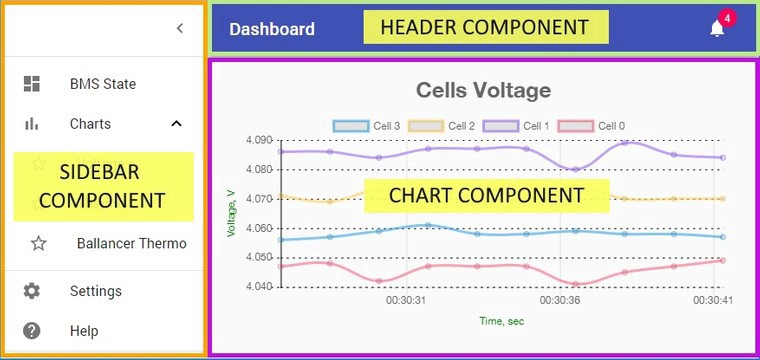 Dashboard
HEADER COMPONENT
4
BMS State
Charts
SIDEBAR
COMPONENT
Ballancer Thermo
Settings
Help
Cells Voltage
Cell 3
Cell 2
Cell 1
Cell 0
4.090
4.080
4.070
4.060
4.050
4.040
Voltage, V
CHART COMPONENT
00:30:31
00:30:36
00:30:41
Time, sec